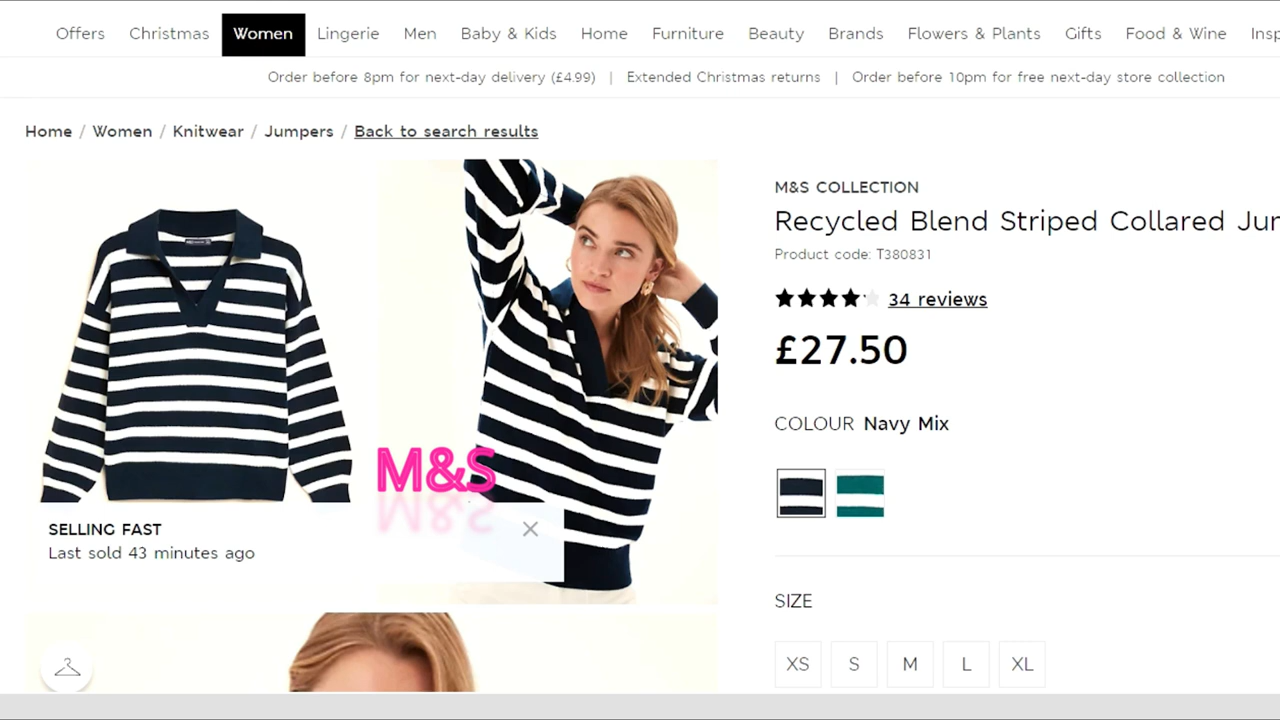 Offers Christmas Women Lingerie Men Baby & Kids Home Furniture Beauty Brands Flowers & Plants Gifts Food & Wine Insp
Order before 8pm for next-day delivery (£4.99) | Extended Christmas returns | Order before 10pm for free next-day store collection
Home / Women / Knitwear / Jumpers / Back to search results
M&S COLLECTION
Recycled Blend Striped Collared Jun
Product code: T380831
34 reviews
£27.50
COLOUR Navy Mix
M&S
SELLING FAST
Last sold 43 minutes ago
SIZE
XS S M L XL